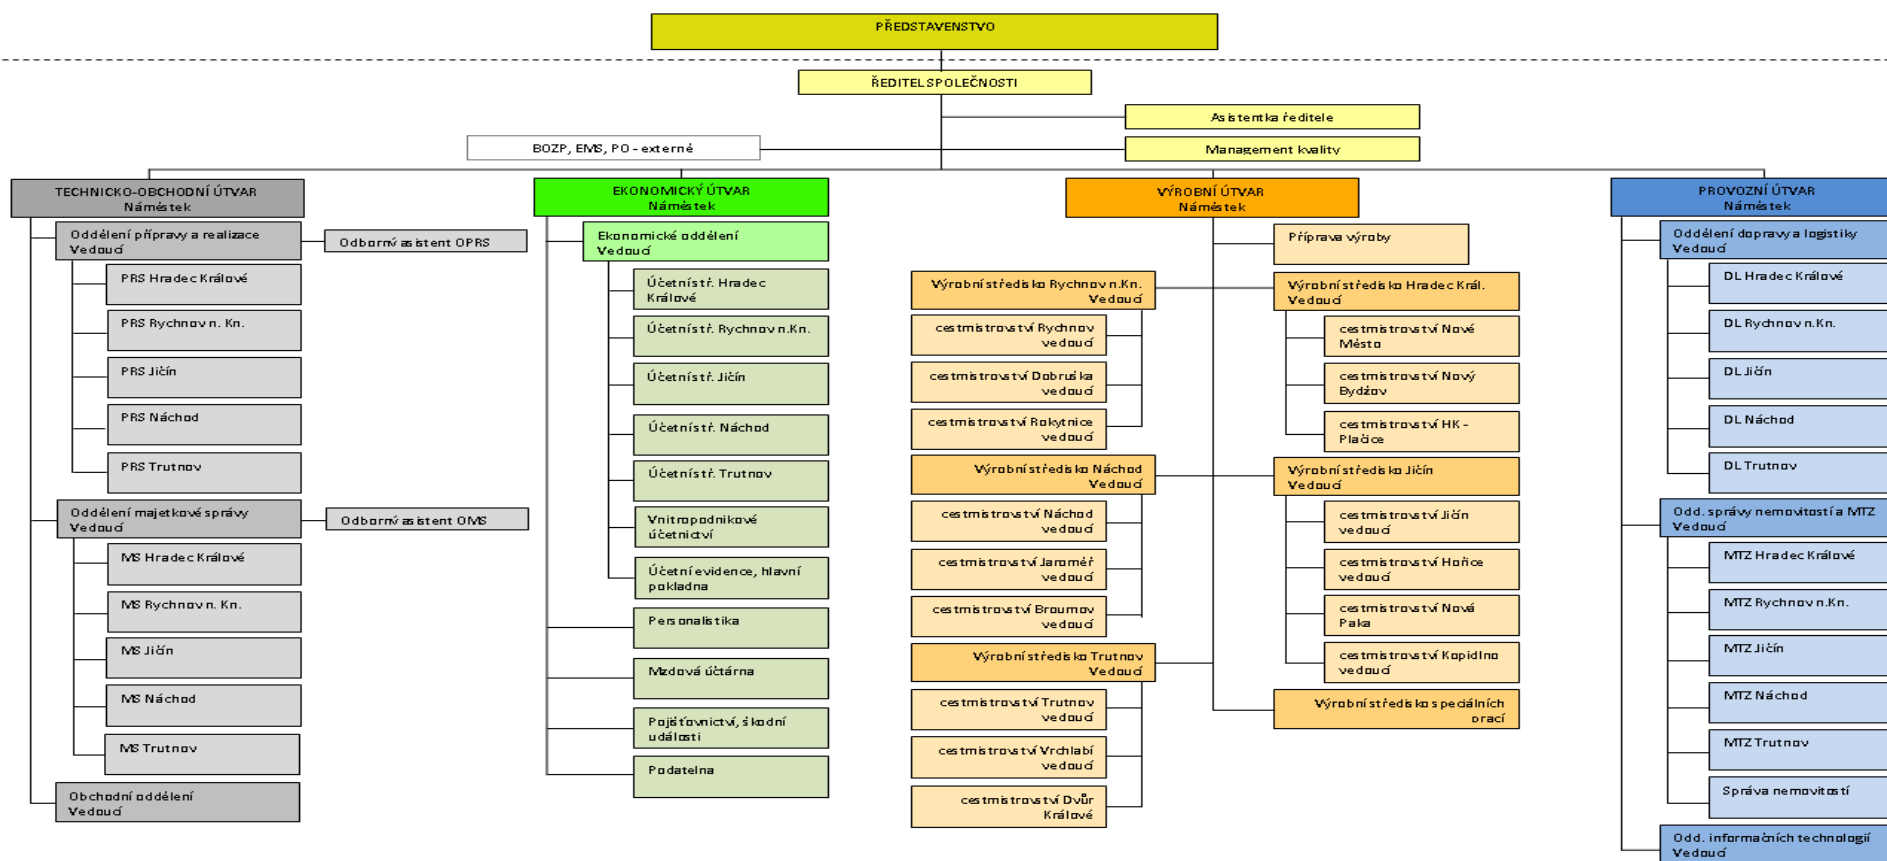 PŘEDSTAVENSTVO
ŘEDITEL SPOLEČNOSTI
Asistentka ředitele
BOZP, EMS, PO - externě
Management kvality
TECHNICKO-OBCHODNÍ ÚTVAR
Náměstek
Oddělení přípravy a realizace
Vedoucí
Odborný asistent OPRS
PRS Hradec Králové
PRS Rychnov n. Kn.
PRS Jičín
PRS Náchod
PRS Trutnov
Oddělení majetkové správy
Vedoucí
Odborný asistent OMS
MS Hradec Králové
MS Rychnov n. Kn.
MS Jičín
MS Náchod
MS Trutnov
Obchodní oddělení
Vedoucí
EKONOMICKÝ ÚTVAR
Náměstek
Ekonomické oddělení
Vedoucí
Účetní stř. Hradec
Králové
Účetní stř. Rychnov n.Kn.
Účetní stř. Jičín
Účetní stř. Náchod
Účetní stř. Trutnov
Vnitropodnikové
účetnictví
Účetní evidence, hlavní
pokladna
Personalistika
Mzdová účtárna
Pojišťovnictví, škodní
události
Podatelna
VÝROBNÍ ÚTVAR
Náměstek
Příprava výroby
Výrobní středisko Rychnov n.Kn.
Vedoucí
cestmistrovství Rychnov
vedoucí
cestmistrovství Dobruška
vedoucí
cestmistrovství Rokytnice
vedoucí
Výrobní středisko Hradec Král.
Vedoucí
cestmistrovství Nové
Město
cestmistrovství Nový
Bydžov
cestmistrovství HK -
Plačice
Výrobní středisko Náchod
Vedoucí
cestmistrovství Náchod
vedoucí
cestmistrovství Jaroměř
vedoucí
cestmistrovství Broumov
vedoucí
Výrobní středisko Jičín
Vedoucí
cestmistrovství Jičín
vedoucí
cestmistrovství Hořice
vedoucí
cestmistrovství Nová
Paka
cestmistrovství Kopidlno
vedoucí
Výrobní středisko Trutnov
Vedoucí
cestmistrovství Trutnov
vedoucí
cestmistrovství Vrchlabí
vedoucí
cestmistrovství Dvůr
Králové
Výrobní středisko speciálních
prací
PROVOZNÍ ÚTVAR
Náměstek
Oddělení dopravy a logistiky
Vedoucí
DL Hradec Králové
DL Rychnov n.Kn.
DL Jičín
DL Náchod
DL Trutnov
Odd. správy nemovitostí a MTZ
Vedoucí
MTZ Hradec Králové
MTZ Rychnov n.Kn.
MTZ Jičín
MTZ Náchod
MTZ Trutnov
Správa nemovitostí
Odd. informačních technologií
Vedoucí